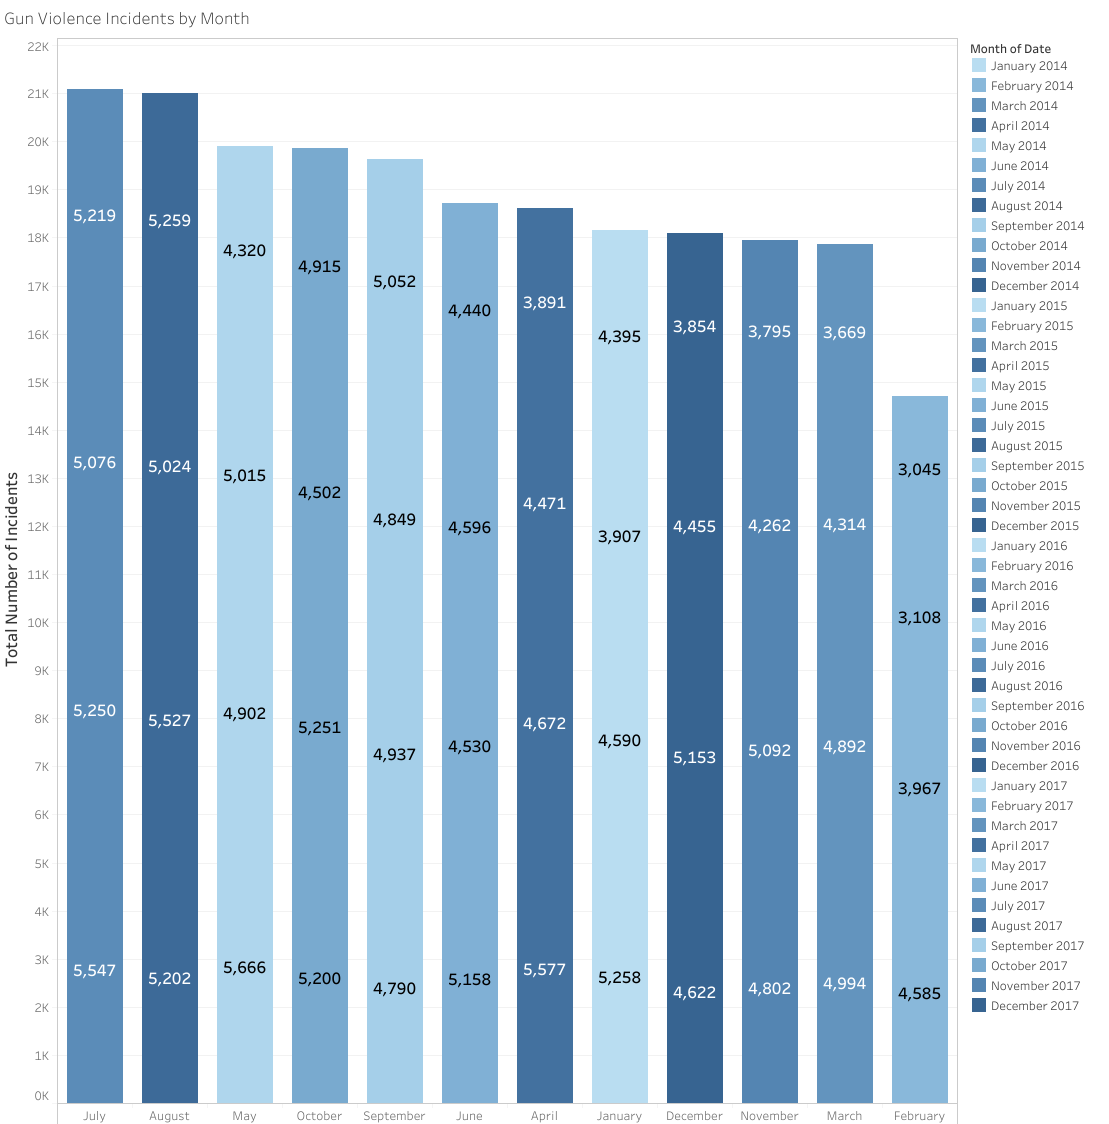 Gun Violence Incidents by Month
Total Number of Incidents
22K
21K
20K
19K
18K
17K
16K
15K
14K
13K
12K
11K
10K
9K
8K
7K
6K
5K
4K
3K
2K
1K
0K
5,219
5,076
5,250
5,547
5,259
5,024
5,527
5,202
4,320
5,015
4,902
5,666
4,915
4,502
5,251
5,200
5,052
4,849
4,937
4,790
4,440
4,596
4,530
5,158
3,891
4,471
4,672
5,577
4,395
3,907
4,590
5,258
3,854
4,455
5,153
4,622
3,795
4,262
5,092
4,802
3,669
4,314
4,892
4,994
3,045
3,108
3,967
4,585
July
August
May
October
September
June
April
January
December
November
March
February
Month of Date
January 2014
February 2014
March 2014
April 2014
May 2014
June 2014
July 2014
August 2014
September 2014
October 2014
November 2014
December 2014
January 2015
February 2015
March 2015
April 2015
May 2015
June 2015
July 2015
August 2015
September 2015
October 2015
November 2015
December 2015
January 2016
February 2016
March 2016
April 2016
May 2016
June 2016
July 2016
August 2016
September 2016
October 2016
November 2016
December 2016
January 2017
February 2017
March 2017
April 2017
May 2017
June 2017
July 2017
August 2017
September 2017
October 2017
November 2017
December 2017